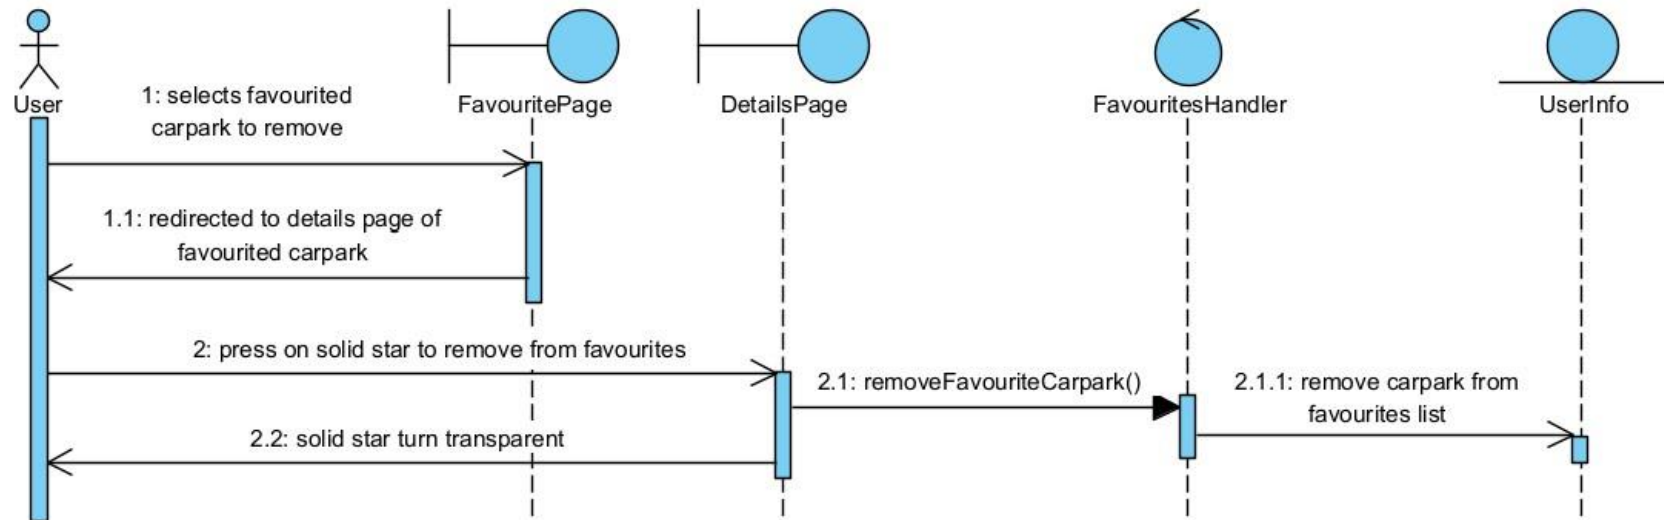 User
FavouritePage
DetailsPage
FavouritesHandler
UserInfo
1: selects favourited
carpark to remove
1.1: redirected to details page of
favourited carpark
2: press on solid star to remove from favourites
2.1: removeFavouriteCarpark()
2.1.1: remove carpark from
favourites list
2.2: solid star turn transparent